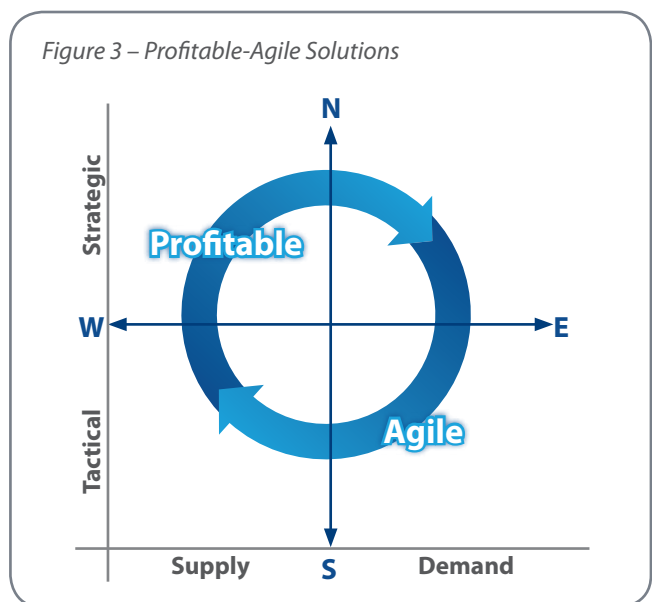 Figure 3 – Profitable-Agile Solutions
N
Strategic
Profitable
W
E
Tactical
Agile
Supply
S
Demand